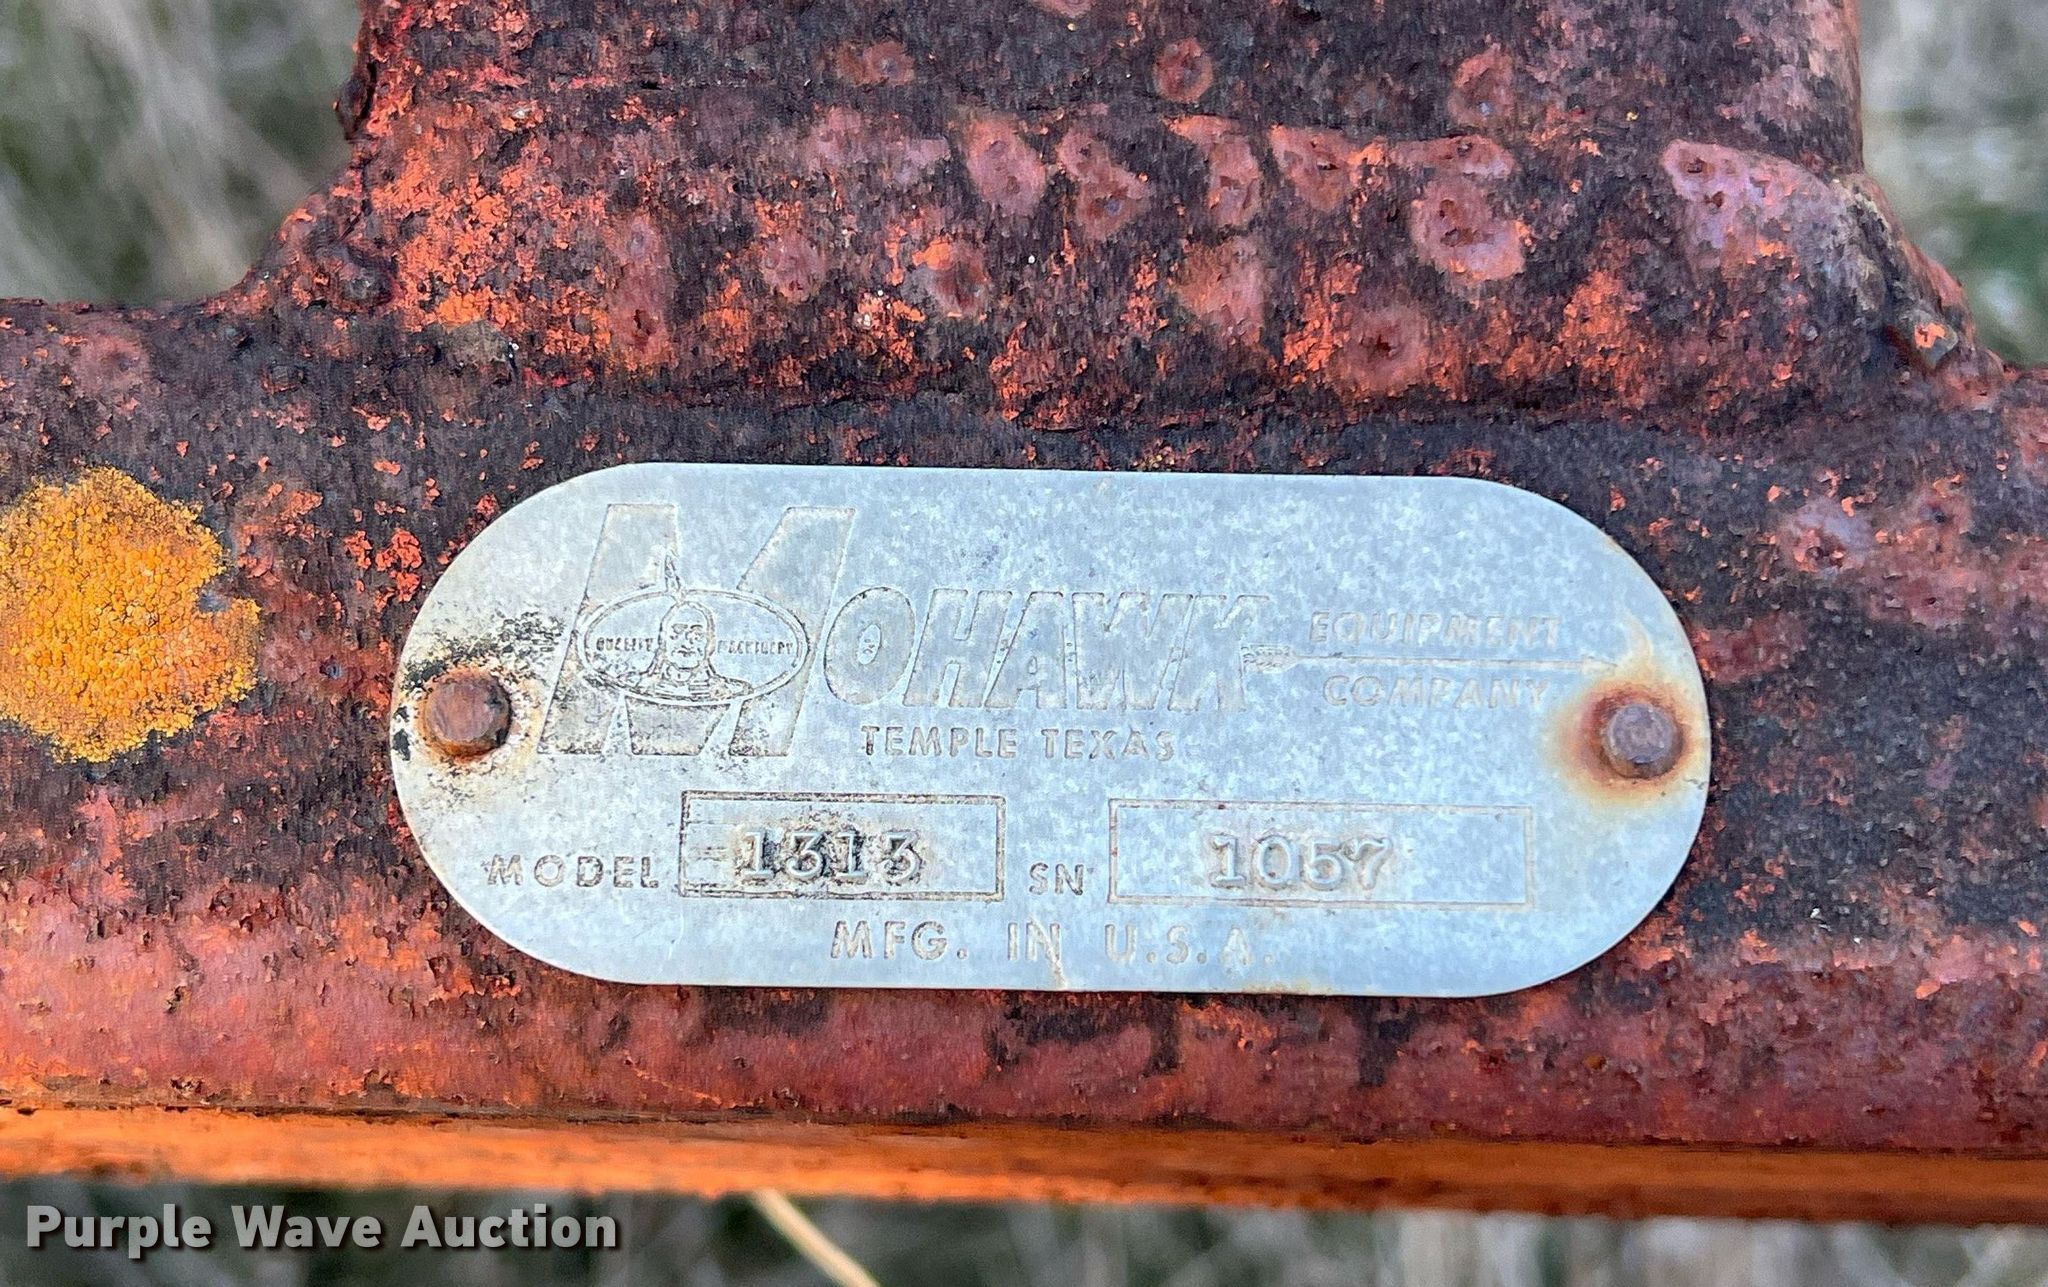 QUALITY MACHINERY
MOHAWK EQUIPMENT COMPANY
TEMPLE TEXAS
MODEL 1313 SN 1057
MFG. IN U.S.A.
Purple Wave Auction